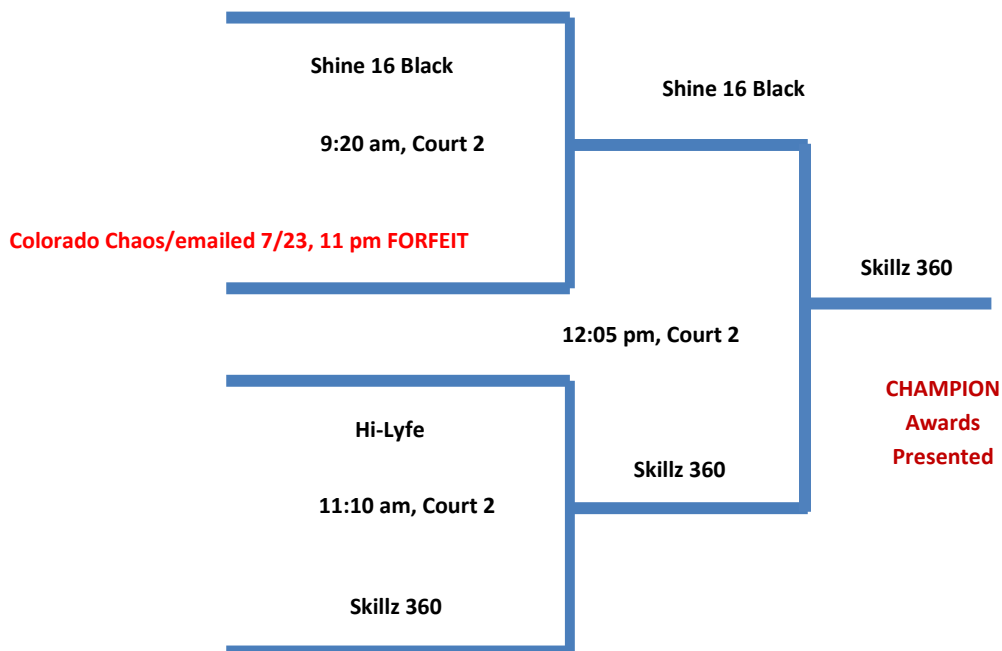 Shine 16 Black
Shine 16 Black
9:20 am, Court 2
Colorado Chaos/emailed 7/23, 11 pm FORFEIT
Skillz 360
12:05 pm, Court 2
CHAMPION
Awards
Presented
Hi-Lyfe
Skillz 360
11:10 am, Court 2
Skillz 360